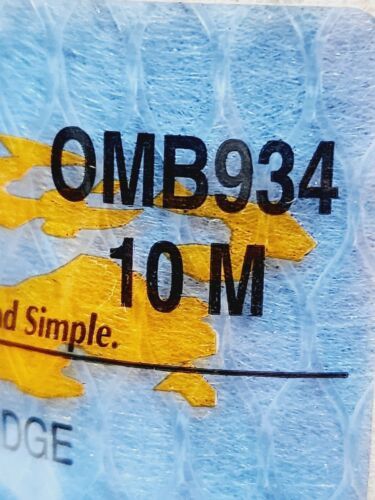 OMB934
10 M
nd Simple.
DGE